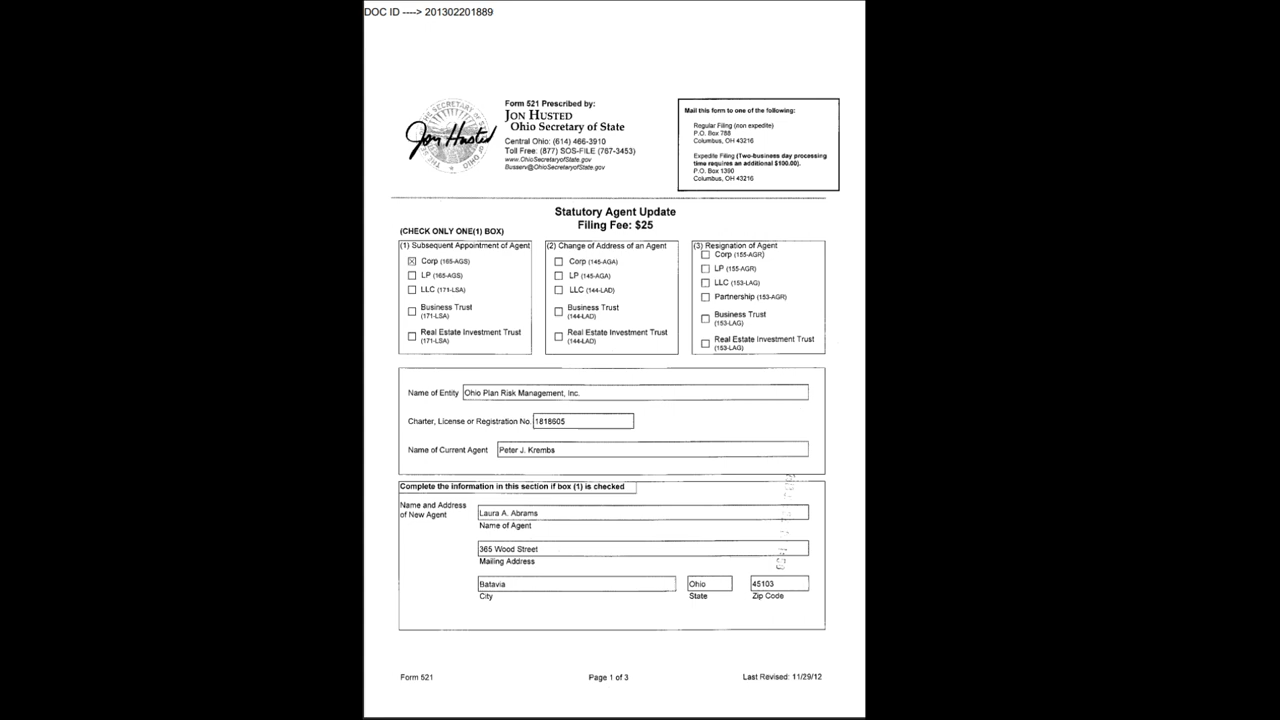 DOC ID ----> 201302201889
THE SECRETARY OF STATE
OHIO
Jon Husted
Form 521 Prescribed by:
JON HUSTED
Ohio Secretary of State
Central Ohio: (614) 466-3910
Toll Free: (877) SOS-FILE (767-3453)
www.OhioSecretaryofState.gov
Busserv@OhioSecretaryofState.gov
Mail this form to one of the following:
Regular Filing (non expedite)
P.O. Box 788
Columbus, OH 43216
Expedite Filing (Two-business day processing
time requires an additional $100.00).
P.O. Box 1390
Columbus, OH 43216
Statutory Agent Update
Filing Fee: $25
(CHECK ONLY ONE(1) BOX)
(1) Subsequent Appointment of Agent
☒ Corp (165-AGS)
☐ LP (165-AGS)
☐ LLC (171-LSA)
☐ Business Trust
(171-LSA)
☐ Real Estate Investment Trust
(171-LSA)
(2) Change of Address of an Agent
☐ Corp (145-AGA)
☐ LP (145-AGA)
☐ LLC (144-LAD)
☐ Business Trust
(144-LAD)
☐ Real Estate Investment Trust
(144-LAD)
(3) Resignation of Agent
☐ Corp (155-AGR)
☐ LP (155-AGR)
☐ LLC (153-LAG)
☐ Partnership (153-AGR)
☐ Business Trust
(153-LAG)
☐ Real Estate Investment Trust
(153-LAG)
Name of Entity Ohio Plan Risk Management, Inc.
Charter, License or Registration No. 1818605
Name of Current Agent Peter J. Krembs
Complete the information in this section if box (1) is checked
Name and Address
of New Agent
Laura A. Abrams
Name of Agent
365 Wood Street
Mailing Address
Batavia Ohio 45103
City State Zip Code
Form 521 Page 1 of 3 Last Revised: 11/29/12